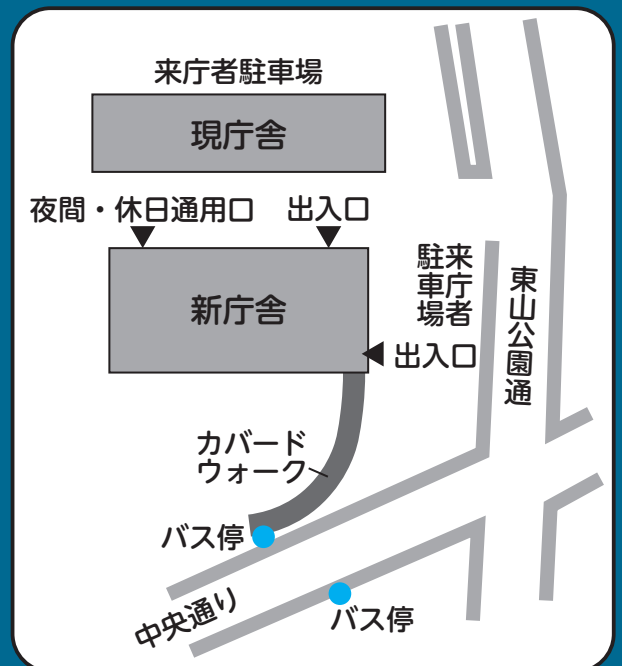 来庁者駐車場
現庁舎
夜間・休日通用口
出入口
新庁舎
来庁者
駐車場
出入口
東山公園通
カバード
ウォーク
バス停
中央通り
バス停